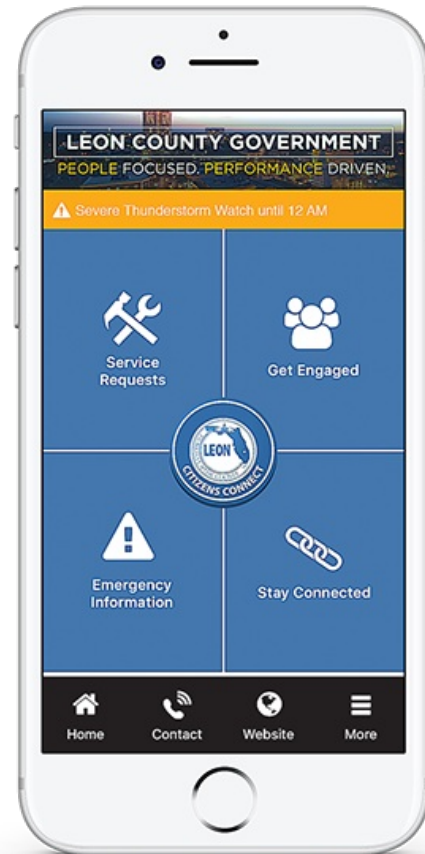 LEON COUNTY GOVERNMENT
PEOPLE FOCUSED. PERFORMANCE DRIVEN.
Severe Thunderstorm Watch until 12 AM
Service
Requests
Get Engaged
LEON
CITIZENS CONNECT
Emergency
Information
Stay Connected
Home
Contact
Website
More